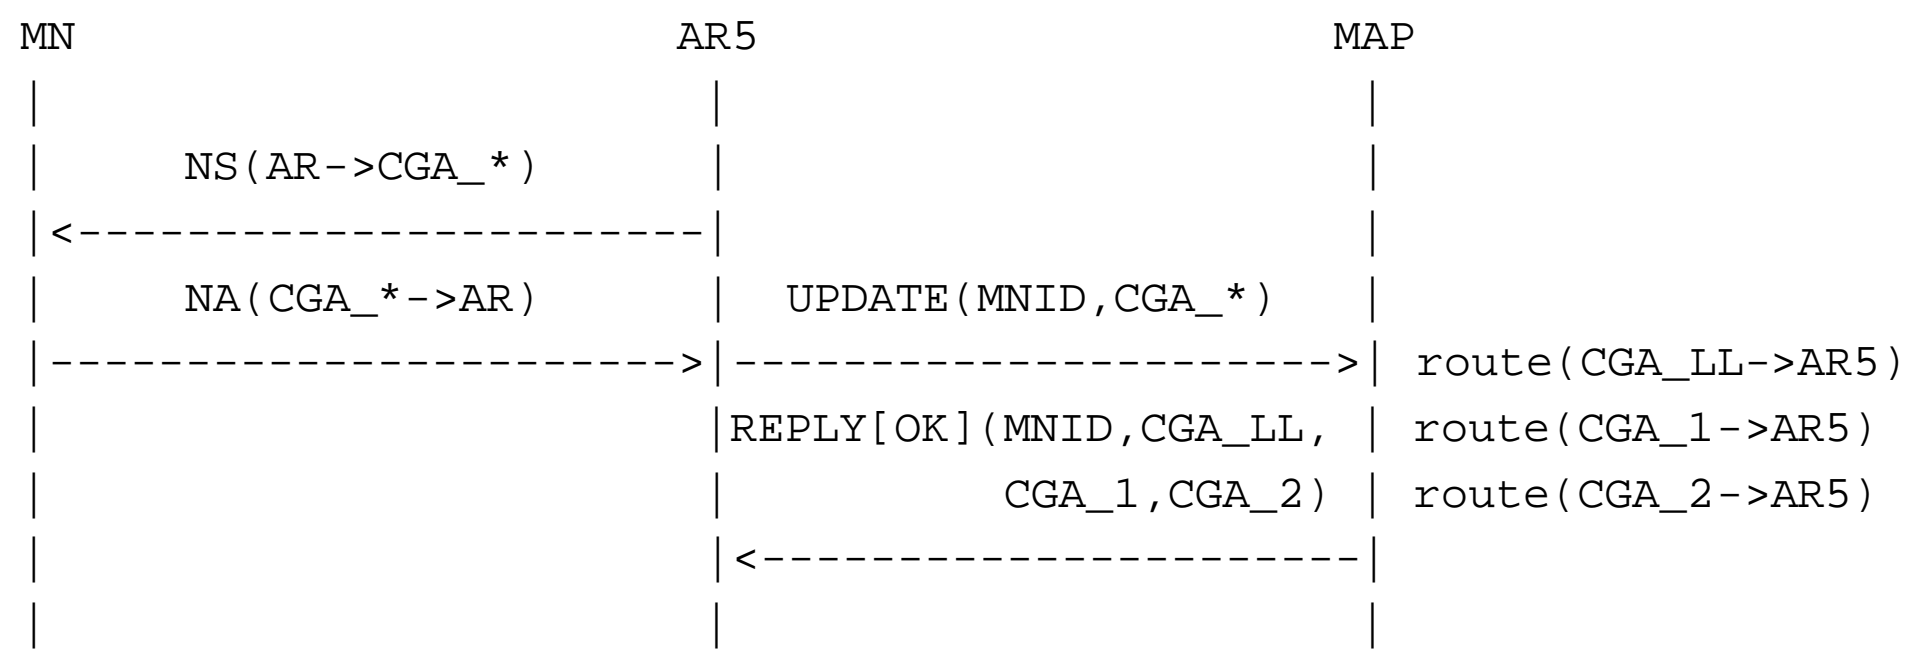 MN                      AR5                     MAP
|                        |                       |
|     NS(AR->CGA_*)      |                       |
|<-----------------------|                       |
|     NA(CGA_*->AR)      |  UPDATE(MNID,CGA_*)   |
|----------------------->|---------------------->| route(CGA_LL->AR5)
|                        |REPLY[OK](MNID,CGA_LL, | route(CGA_1->AR5)
|                        |          CGA_1,CGA_2) | route(CGA_2->AR5)
|                        |<----------------------|
|                        |                       |